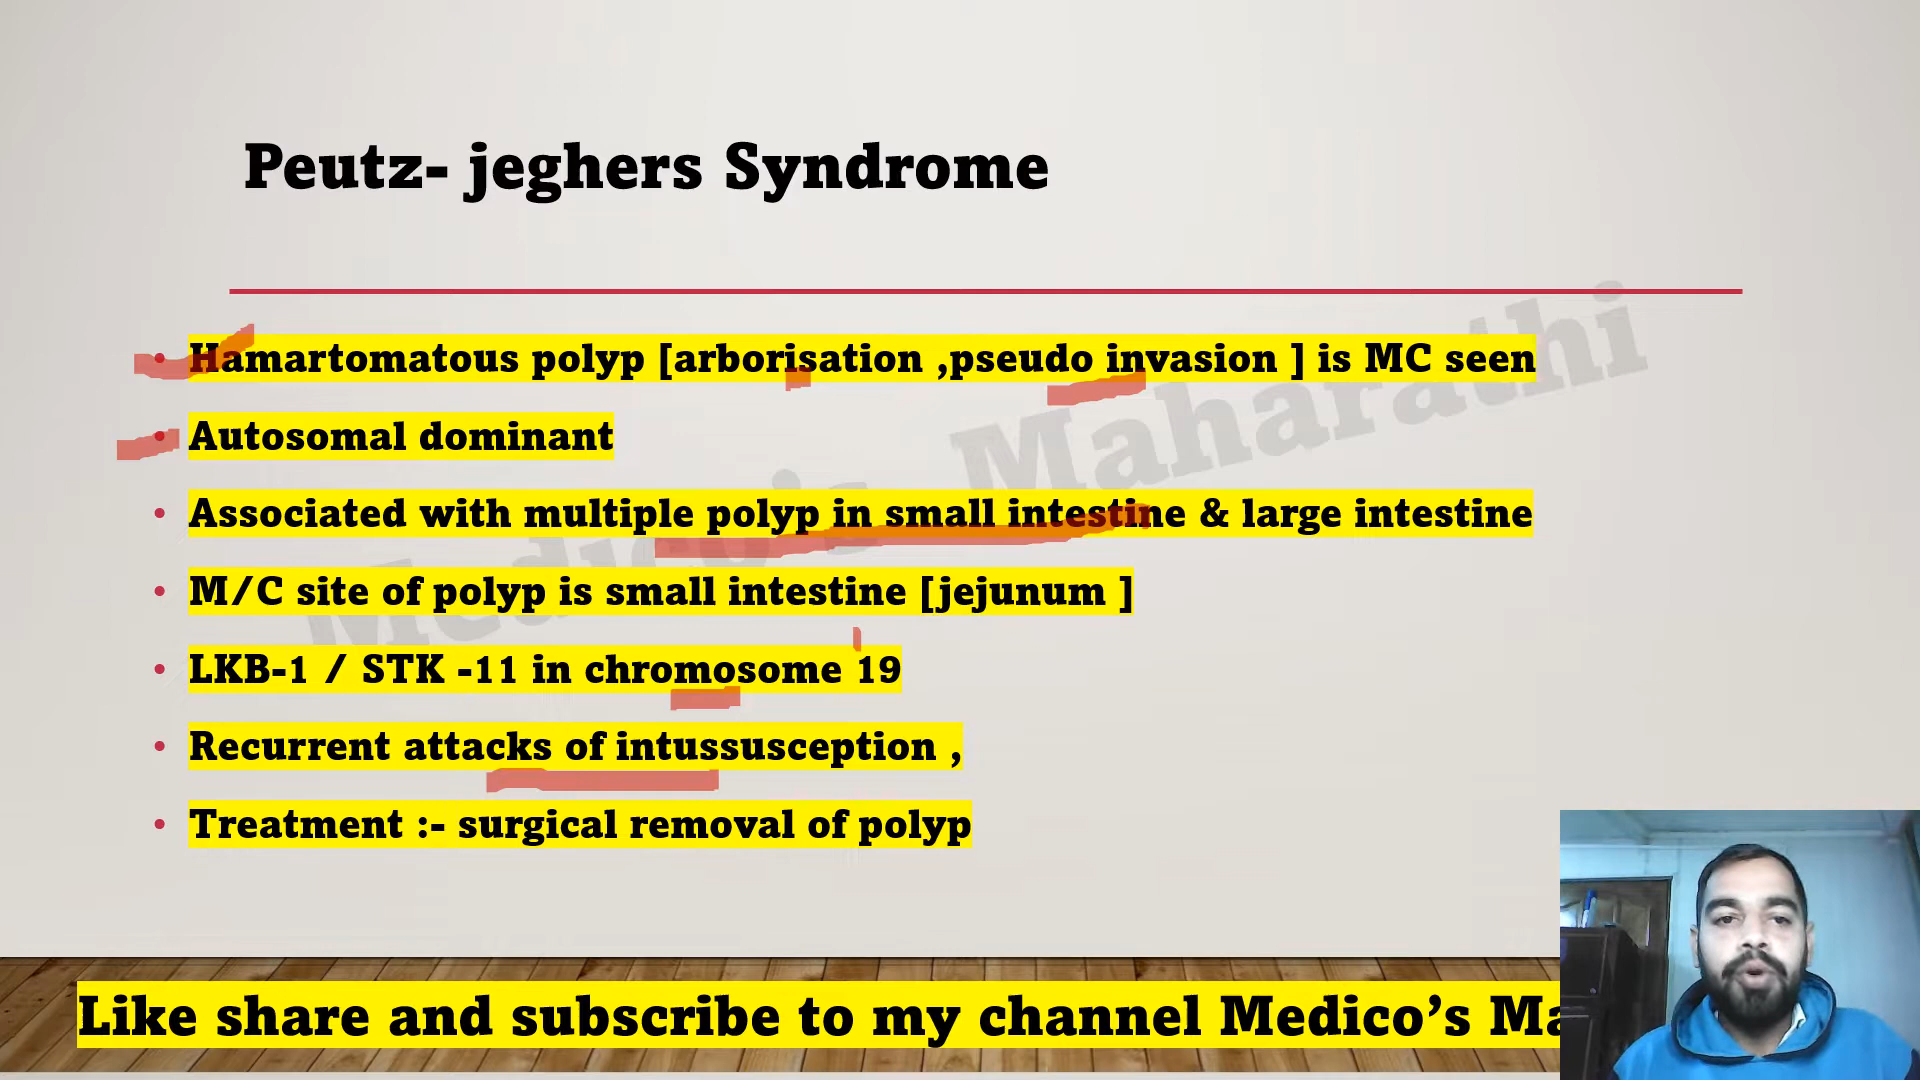 Peutz- jeghers Syndrome
• Hamartomatous polyp [arborisation ,pseudo invasion ] is MC seen
• Autosomal dominant
• Associated with multiple polyp in small intestine & large intestine
• M/C site of polyp is small intestine [jejunum ]
• LKB-1 / STK -11 in chromosome 19
• Recurrent attacks of intussusception ,
• Treatment :- surgical removal of polyp
Medico's Maharathi
Like share and subscribe to my channel Medico’s Ma